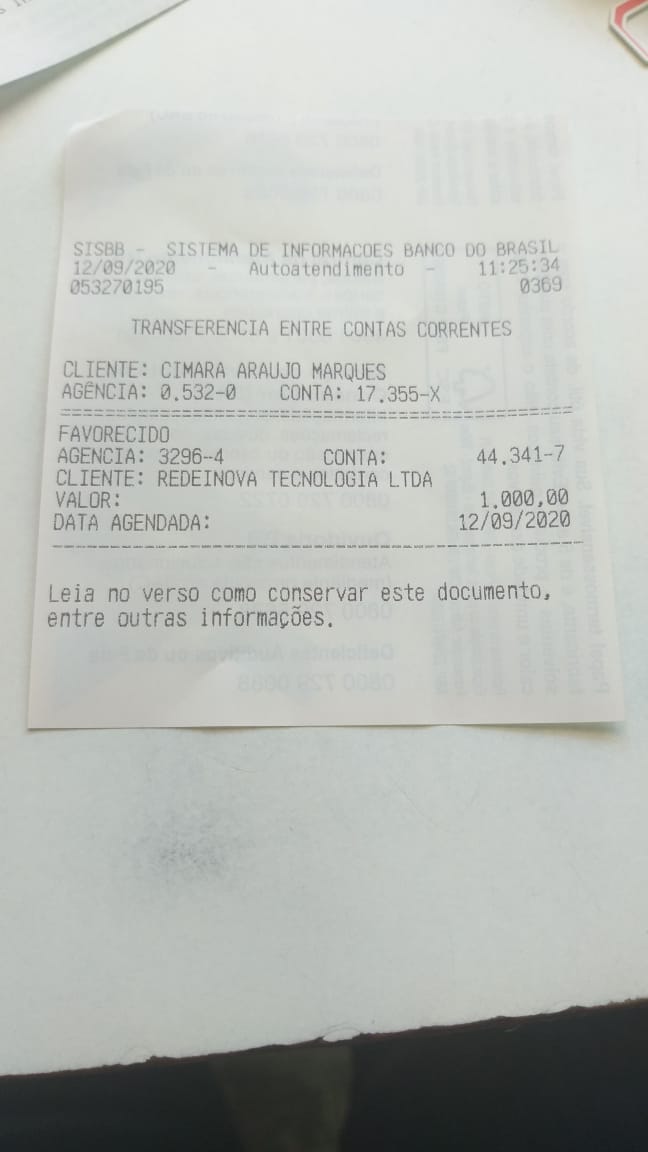 SISBB - SISTEMA DE INFORMACOES BANCO DO BRASIL
12/09/2020 - Autoatendimento - 11:25:34
053270195 0369
TRANSFERENCIA ENTRE CONTAS CORRENTES
CLIENTE: CIMARA ARAUJO MARQUES
AGÊNCIA: 0.532-0 CONTA: 17.355-X
================================================
FAVORECIDO
AGENCIA: 3296-4 CONTA: 44.341-7
CLIENTE: REDEINOVA TECNOLOGIA LTDA
VALOR: 1.000,00
DATA AGENDADA: 12/09/2020
------------------------------------------------
Leia no verso como conservar este documento,
entre outras informações.